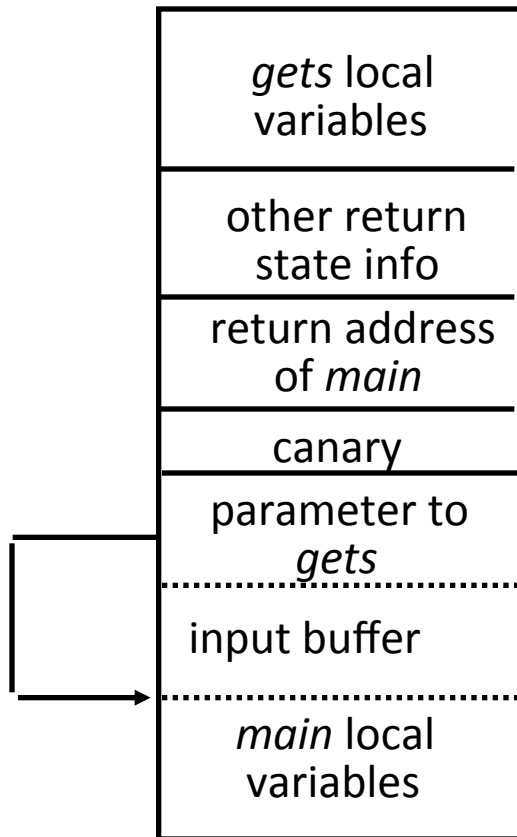 gets local
variables
other return
state info
return address
of main
canary
parameter to
gets
input buffer
main local
variables